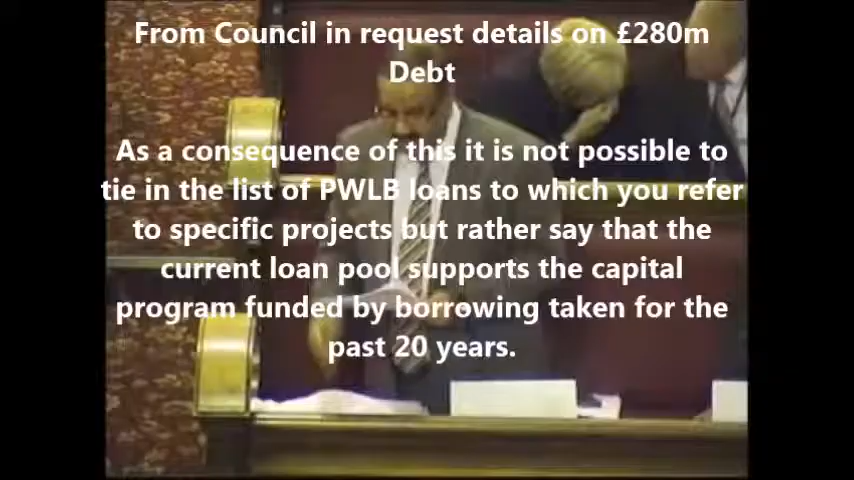 From Council in request details on £280m
Debt
As a consequence of this it is not possible to
tie in the list of PWLB loans to which you refer
to specific projects but rather say that the
current loan pool supports the capital
program funded by borrowing taken for the
past 20 years.